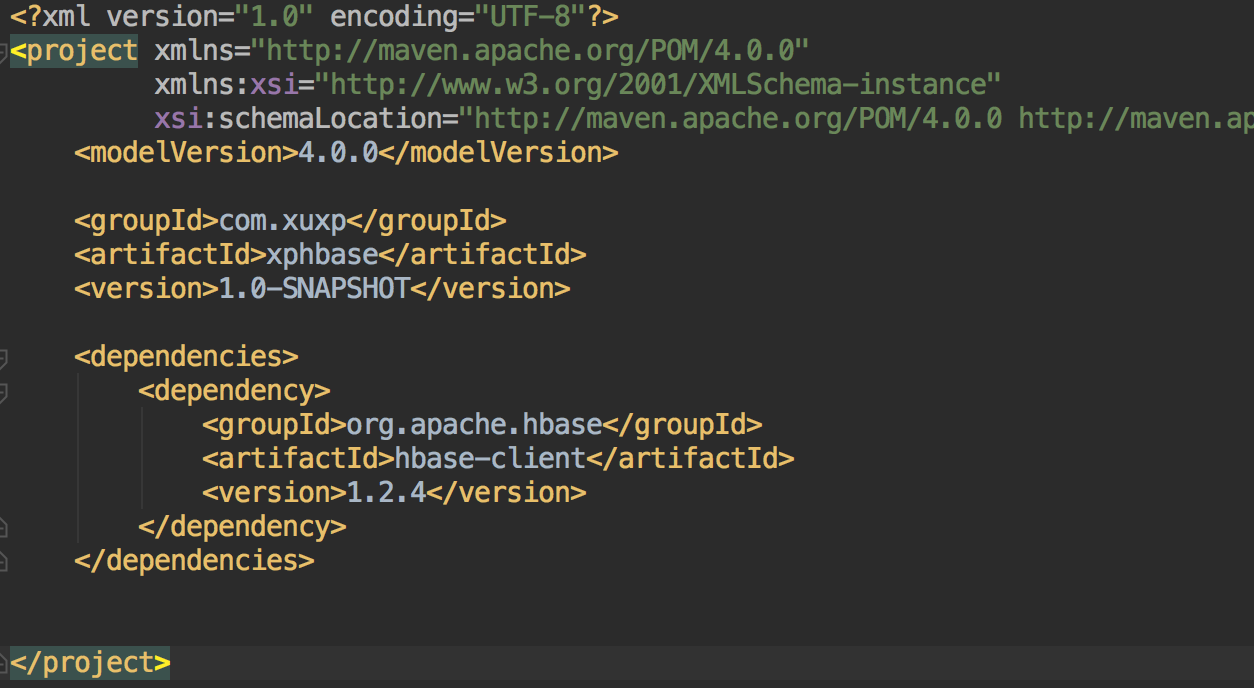 <?xml version="1.0" encoding="UTF-8"?>
<project xmlns="http://maven.apache.org/POM/4.0.0"
xmlns:xsi="http://www.w3.org/2001/XMLSchema-instance"
xsi:schemaLocation="http://maven.apache.org/POM/4.0.0 http://maven.ap
<modelVersion>4.0.0</modelVersion>
<groupId>com.xuxp</groupId>
<artifactId>xphbase</artifactId>
<version>1.0-SNAPSHOT</version>
<dependencies>
<dependency>
<groupId>org.apache.hbase</groupId>
<artifactId>hbase-client</artifactId>
<version>1.2.4</version>
</dependency>
</dependencies>
</project>